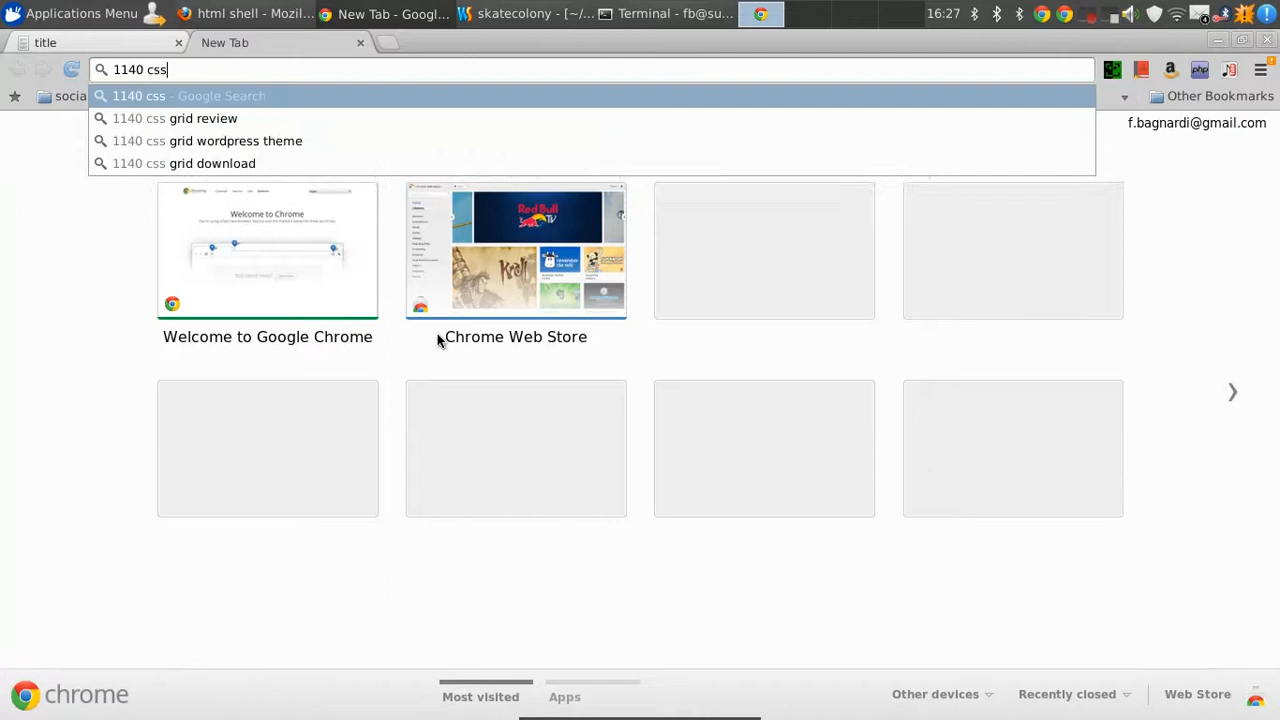 Applications Menu
html shell - Mozil...
New Tab - Googl...
skatecolony - [~/...
Terminal - fb@su...
16:27
title
New Tab
1140 css
socia
Other Bookmarks
1140 css - Google Search
1140 css grid review
1140 css grid wordpress theme
1140 css grid download
f.bagnardi@gmail.com
Welcome to Chrome
Red Bull
TV
Welcome to Google Chrome
Chrome Web Store
chrome
Most visited
Apps
Other devices
Recently closed
Web Store